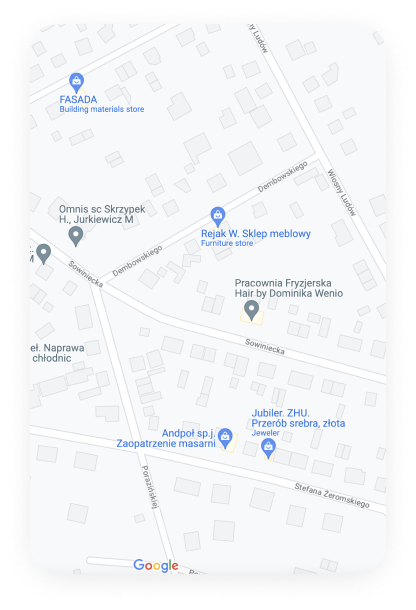 Wiosny Ludów
FASADA
Building materials store
Dembowskiego
Wiosny Ludów
Omnis sc Skrzypek
H., Jurkiewicz M
Rejak W. Sklep meblowy
Furniture store
Dembowskiego
M
Sowiniecka
Pracownia Fryzjerska
Hair by Dominika Wenio
Sowiniecka
eł. Naprawa
chłodnic
Jubiler. ZHU.
Przerób srebra, złota
Jeweler
Andpoł sp.j.
Zaopatrzenie masarni
Porazińskiej
Stefana Żeromskiego
Google